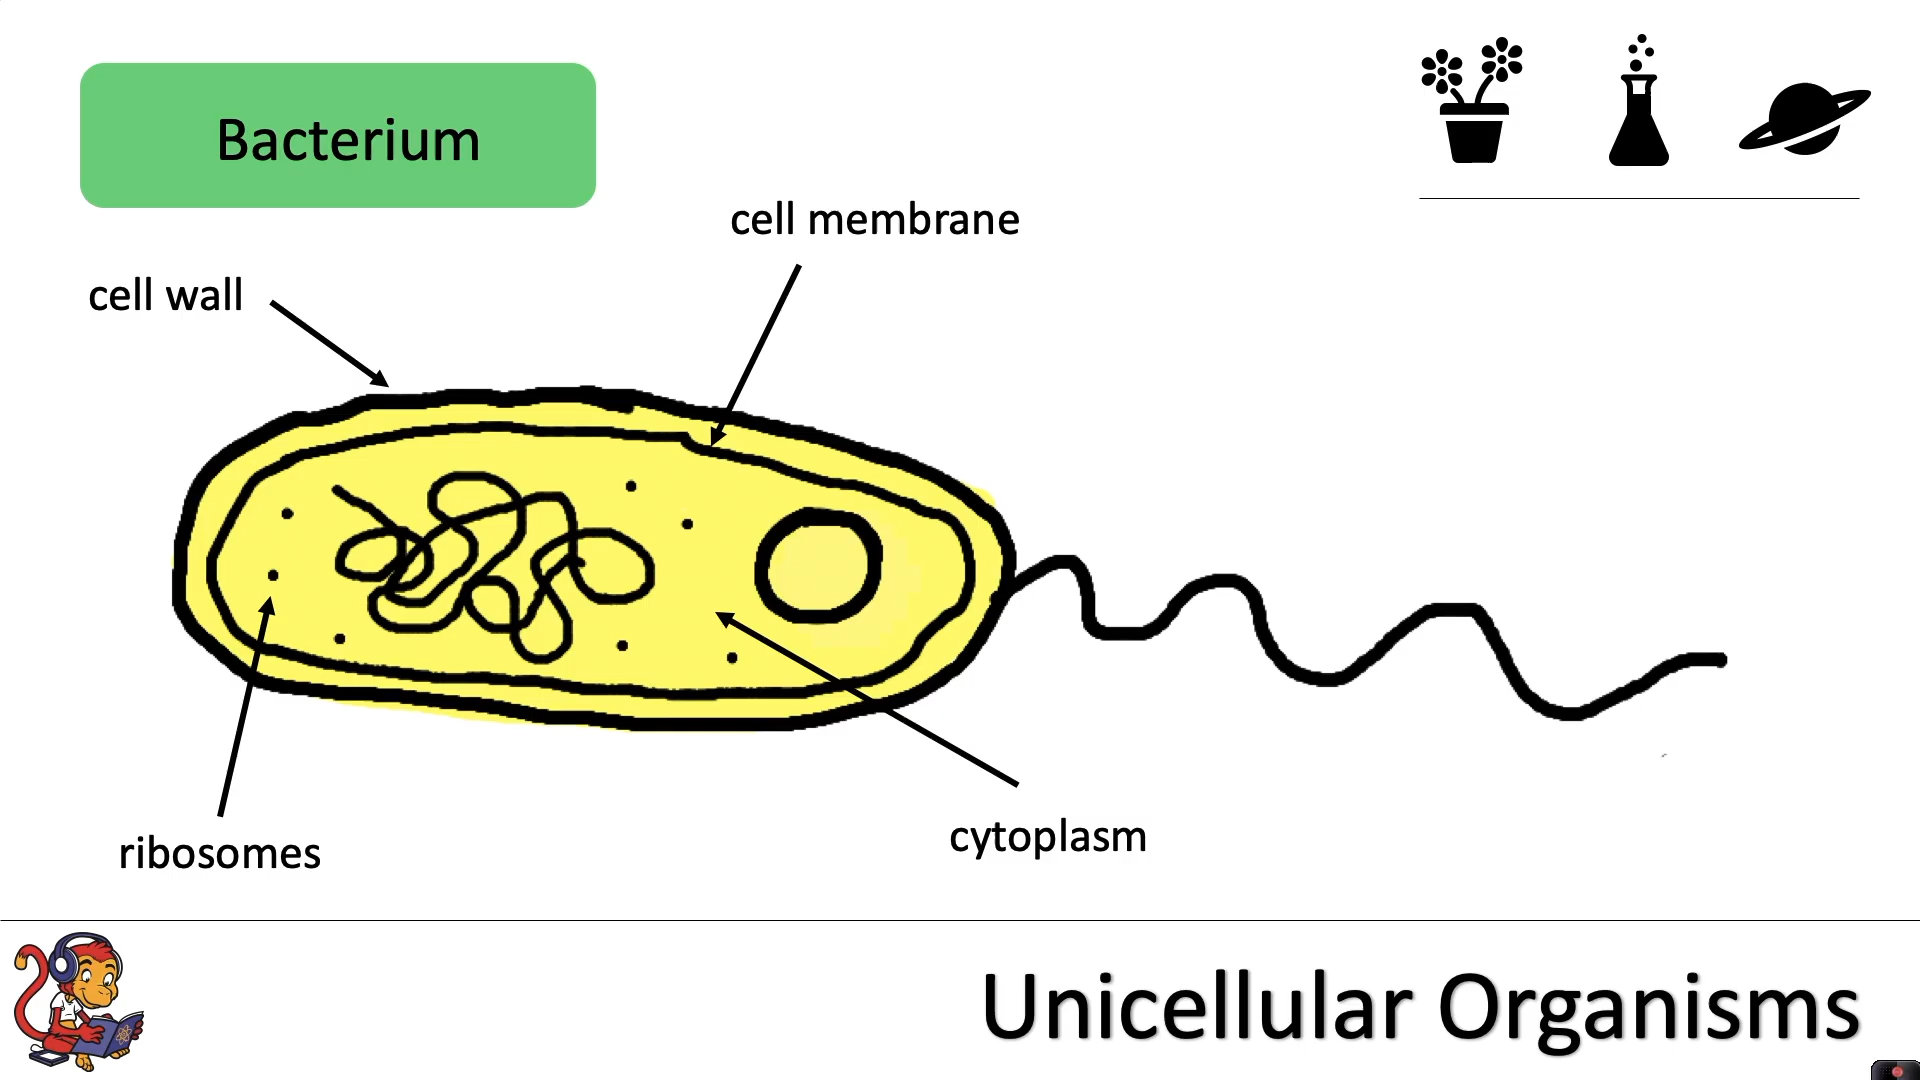 Bacterium
cell membrane
cell wall
ribosomes
cytoplasm
Unicellular Organisms